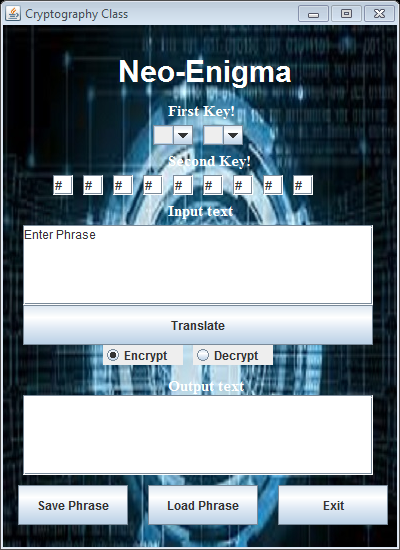 Cryptography Class
Neo-Enigma
First Key!
Second Key!
# # # # # # # # #
Input text
Enter Phrase
Translate
Encrypt Decrypt
Output text
Save Phrase Load Phrase Exit